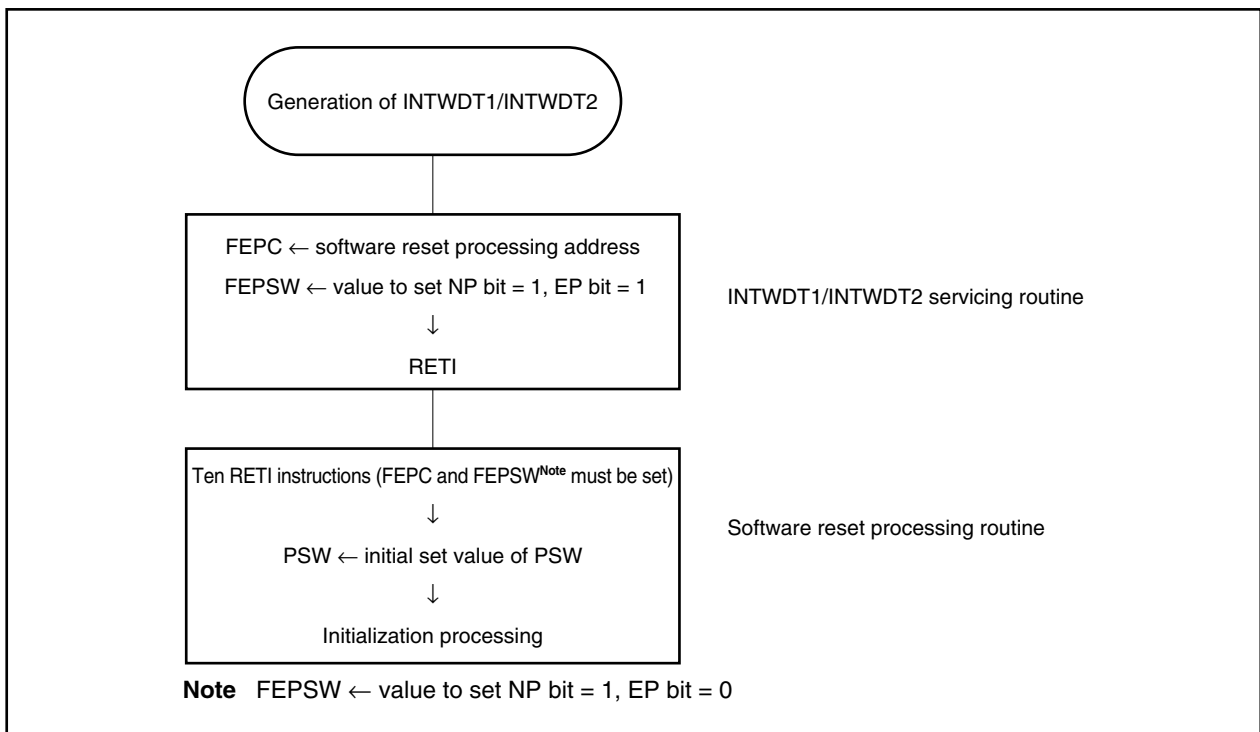 Generation of INTWDT1/INTWDT2
FEPC ← software reset processing address
FEPSW ← value to set NP bit = 1, EP bit = 1
↓
RETI
INTWDT1/INTWDT2 servicing routine
Ten RETI instructions (FEPC and FEPSWNote must be set)
↓
PSW ← initial set value of PSW
↓
Initialization processing
Software reset processing routine
Note FEPSW ← value to set NP bit = 1, EP bit = 0